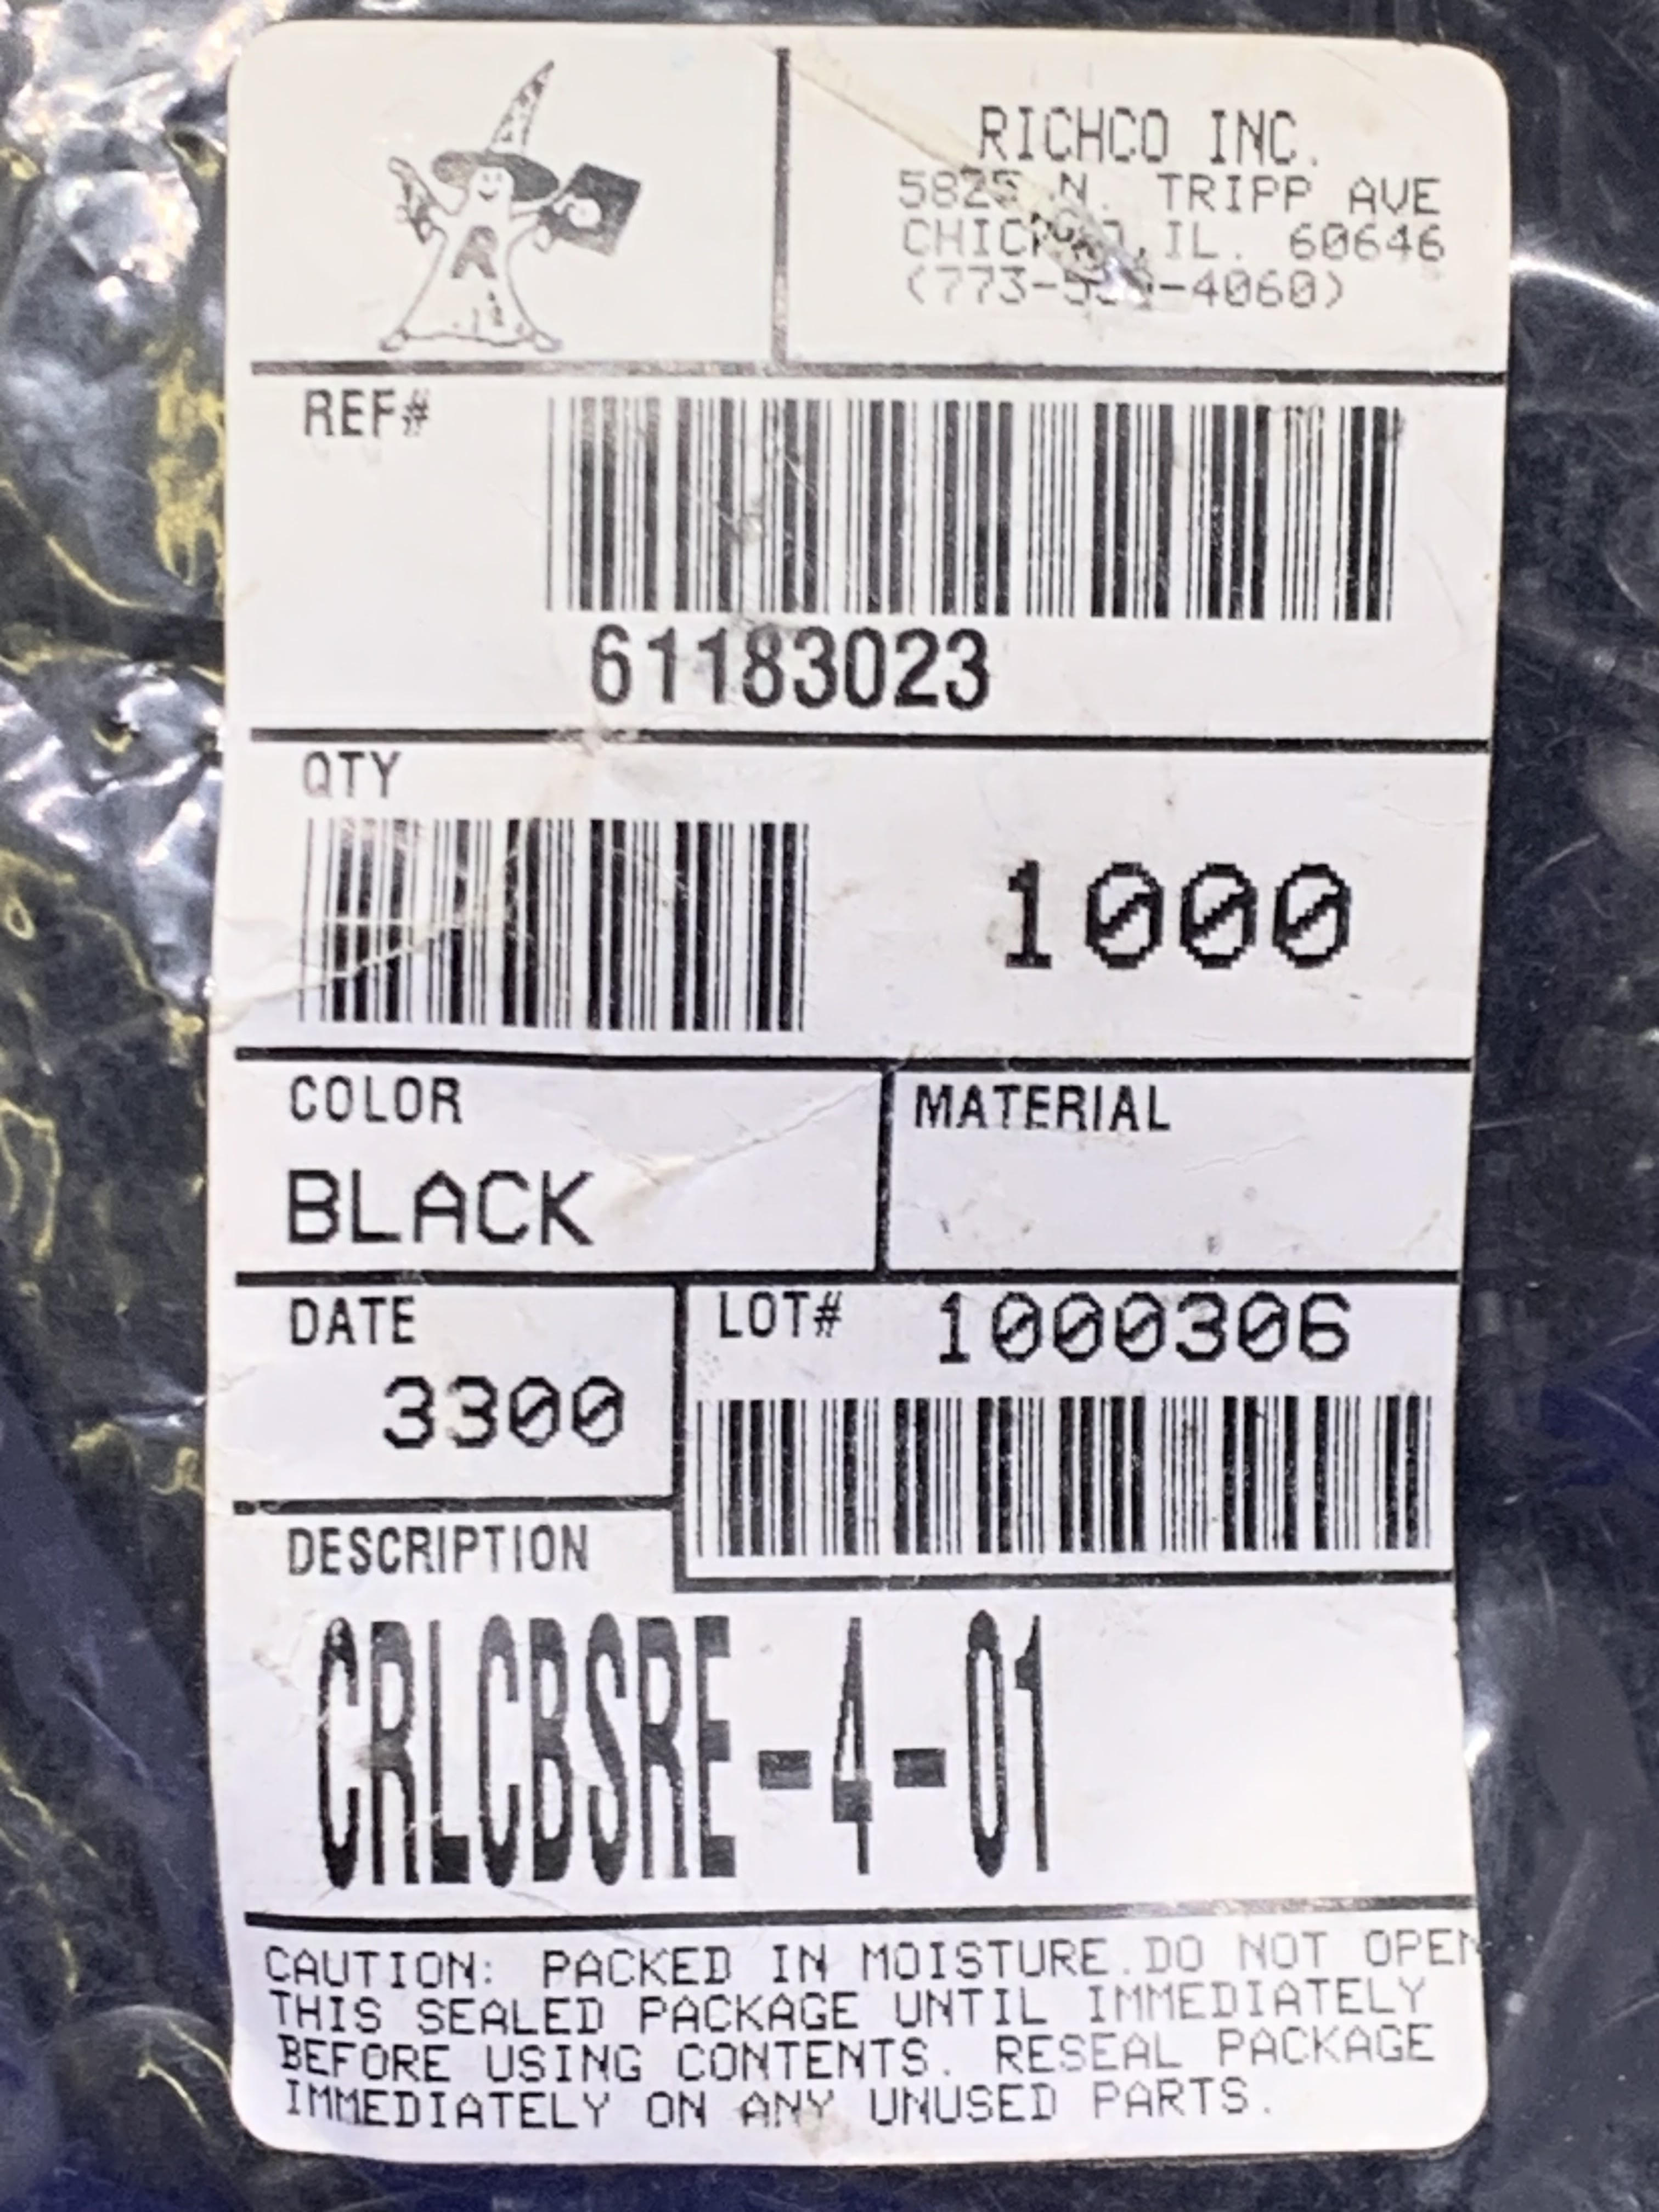 R
RICHCO INC.
5825 N. TRIPP AVE
IL. 60646
REF#
61183023
QTY
1000
COLOR
BLACK
MATERIAL
DATE
3300
LOT# 1000306
DESCRIPTION
CRLCBSRE-4-01
CAUTION: PACKED IN MOISTURE.DO NOT OPEN
THIS SEALED PACKAGE UNTIL IMMEDIATELY
BEFORE USING CONTENTS. RESEAL PACKAGE
IMMEDIATELY ON ANY UNUSED PARTS.